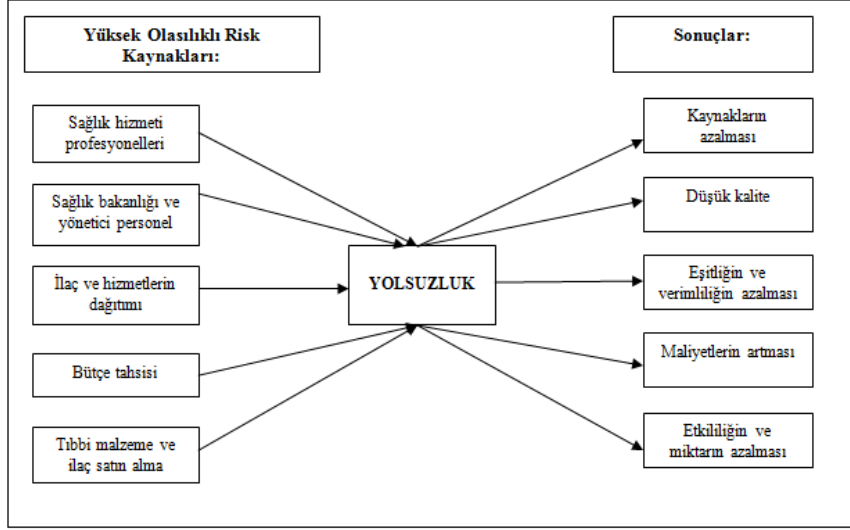 Yüksek Olasılıklı Risk
Kaynakları:
Sonuçlar:
Sağlık hizmeti
profesyonelleri
Sağlık bakanlığı ve
yönetici personel
İlaç ve hizmetlerin
dağıtımı
Bütçe tahsisi
Tıbbi malzeme ve
ilaç satın alma
YOLSUZLUK
Kaynakların
azalması
Düşük kalite
Eşitliğin ve
verimliliğin azalması
Maliyetlerin artması
Etkililiğin ve
miktarın azalması